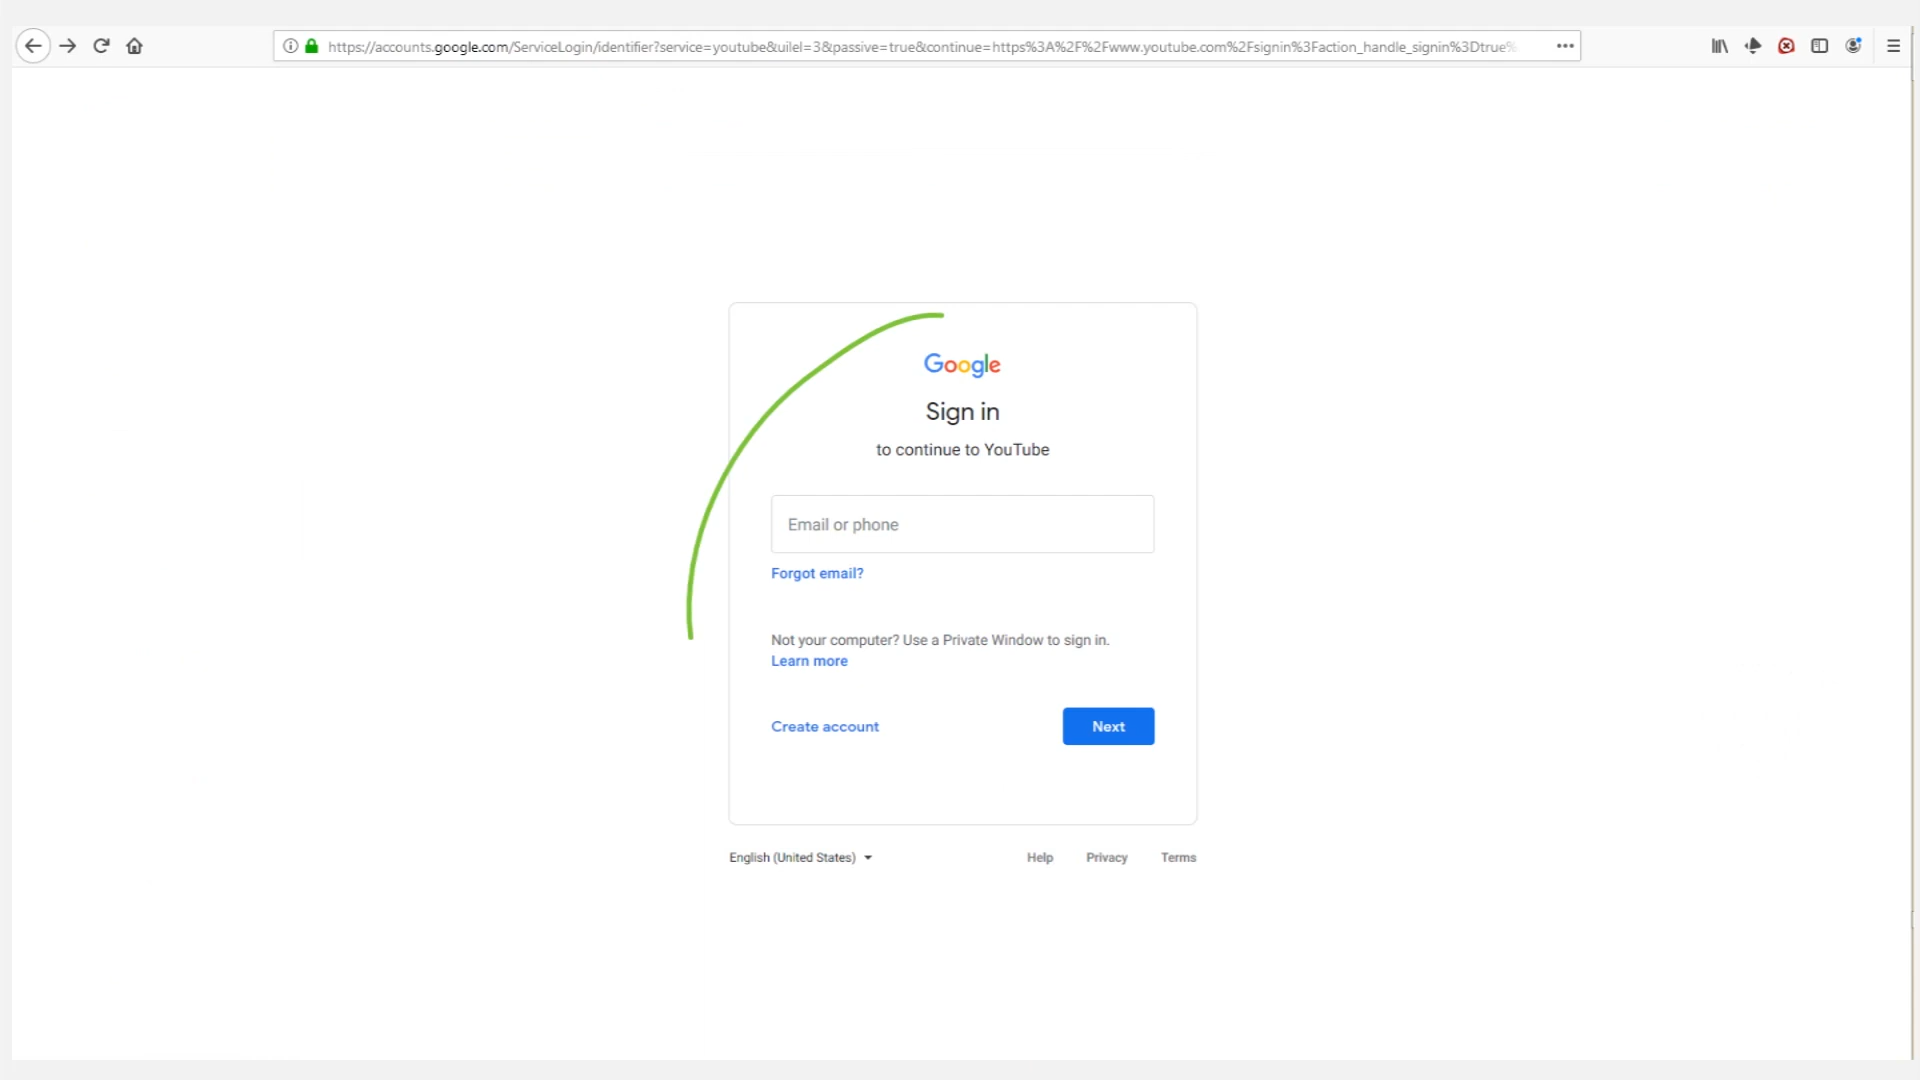 https://accounts.google.com/ServiceLogin/identifier?service=youtube&uilel=3&passive=true&continue=https%3A%2F%2Fwww.youtube.com%2Fsignin%3Faction_handle_signin%3Dtrue%
Google
Sign in
to continue to YouTube
Email or phone
Forgot email?
Not your computer? Use a Private Window to sign in.
Learn more
Create account Next
English (United States) Help Privacy Terms